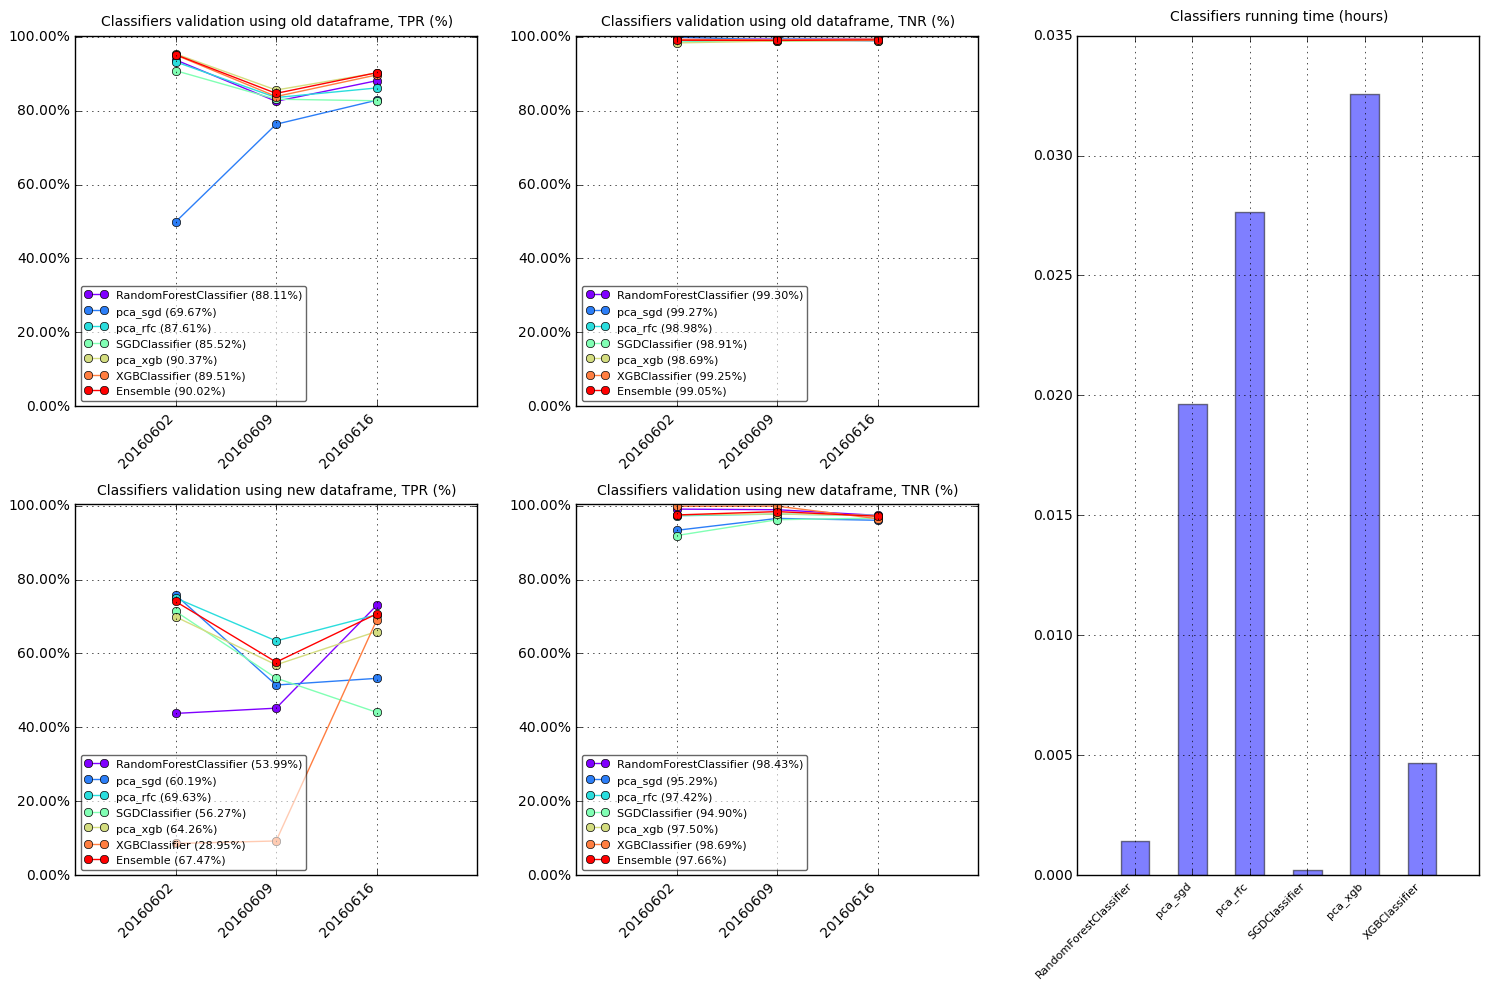 Classifiers validation using old dataframe, TPR (%)
100.00%
80.00%
60.00%
40.00%
20.00%
0.00%
RandomForestClassifier (88.11%)
pca_sgd (69.67%)
pca_rfc (87.61%)
SGDClassifier (85.52%)
pca_xgb (90.37%)
XGBClassifier (89.51%)
Ensemble (90.02%)
20160602
20160609
20160616
Classifiers validation using old dataframe, TNR (%)
100.00%
80.00%
60.00%
40.00%
20.00%
0.00%
RandomForestClassifier (99.30%)
pca_sgd (99.27%)
pca_rfc (98.98%)
SGDClassifier (98.91%)
pca_xgb (98.69%)
XGBClassifier (99.25%)
Ensemble (99.05%)
20160602
20160609
20160616
Classifiers validation using new dataframe, TPR (%)
100.00%
80.00%
60.00%
40.00%
20.00%
0.00%
RandomForestClassifier (53.99%)
pca_sgd (60.19%)
pca_rfc (69.63%)
SGDClassifier (56.27%)
pca_xgb (64.26%)
XGBClassifier (28.95%)
Ensemble (67.47%)
20160602
20160609
20160616
Classifiers validation using new dataframe, TNR (%)
100.00%
80.00%
60.00%
40.00%
20.00%
0.00%
RandomForestClassifier (98.43%)
pca_sgd (95.29%)
pca_rfc (97.42%)
SGDClassifier (94.90%)
pca_xgb (97.50%)
XGBClassifier (98.69%)
Ensemble (97.66%)
20160602
20160609
20160616
Classifiers running time (hours)
0.035
0.030
0.025
0.020
0.015
0.010
0.005
0.000
RandomForestClassifier
pca_sgd
pca_rfc
SGDClassifier
pca_xgb
XGBClassifier